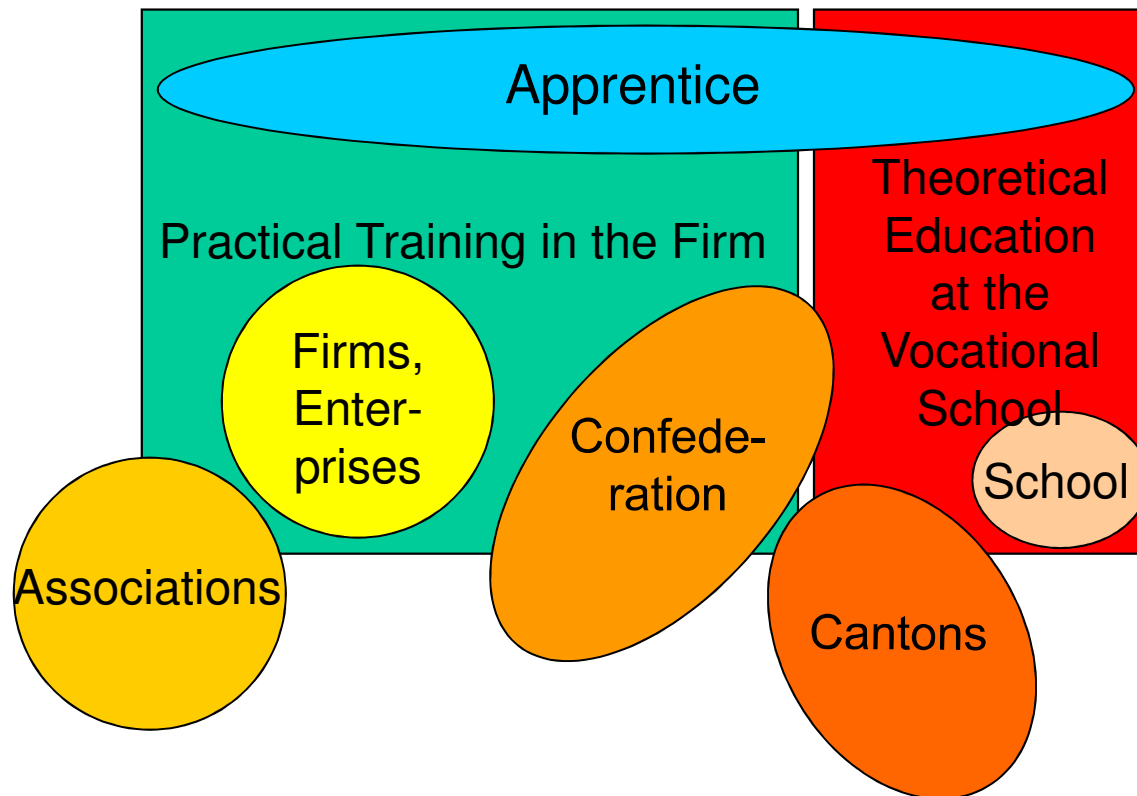 Apprentice
Practical Training in the Firm
Theoretical
Education
at the
Vocational
School
Firms,
Enter-
prises
Confede-
ration
School
Associations
Cantons